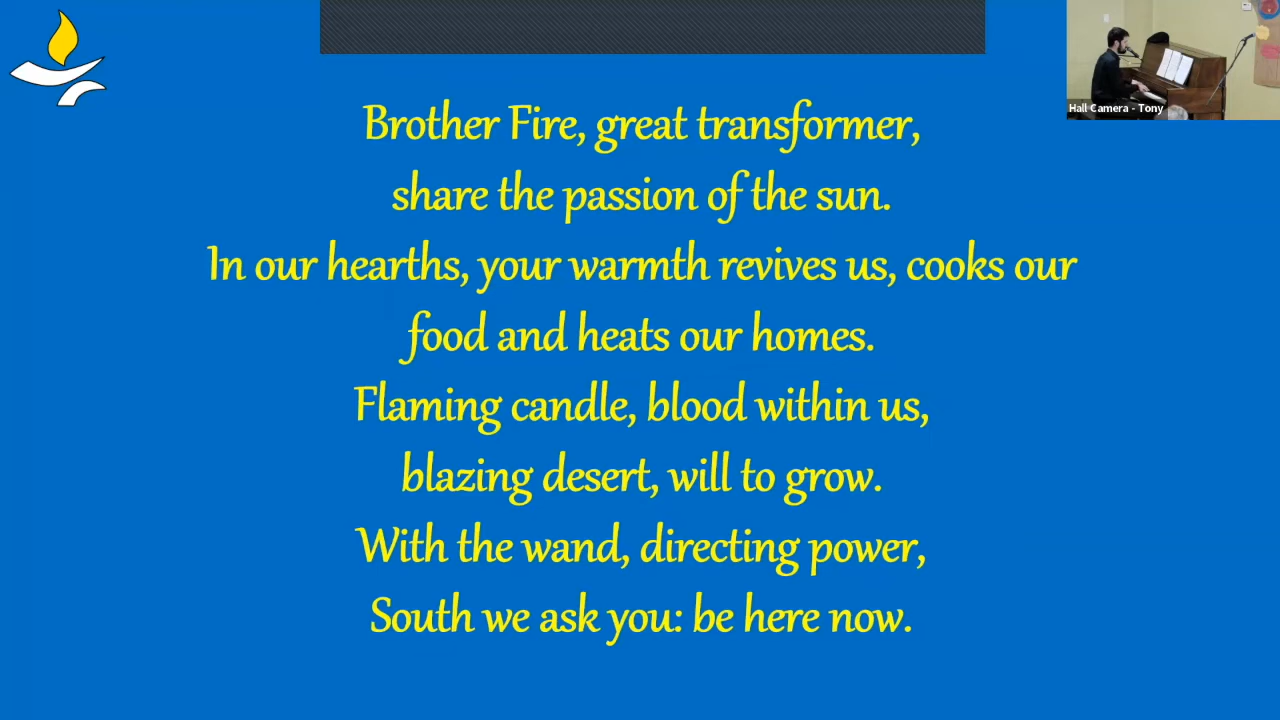 Hall Camera - Tony
Brother Fire, great transformer,
share the passion of the sun.
In our hearths, your warmth revives us, cooks our
food and heats our homes.
Flaming candle, blood within us,
blazing desert, will to grow.
With the wand, directing power,
South we ask you: be here now.